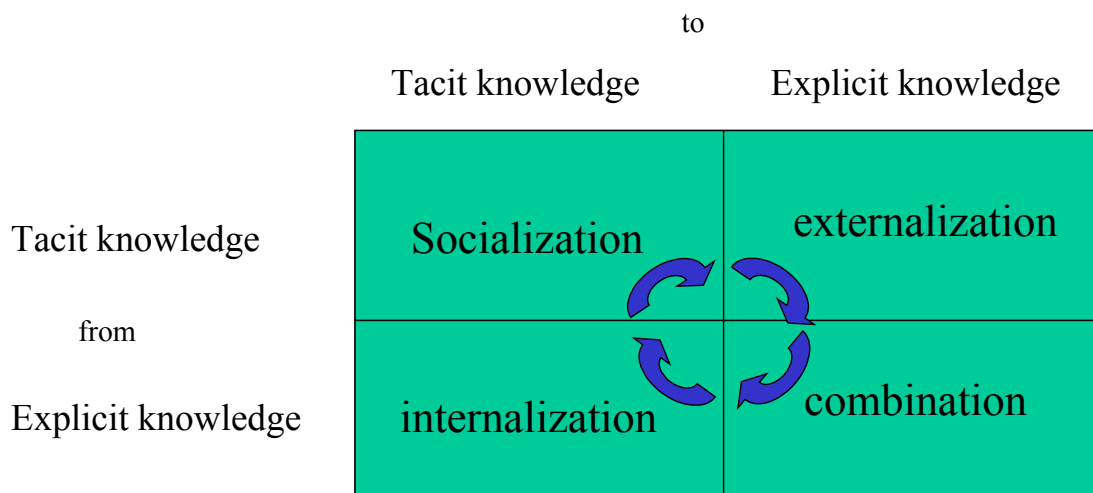 to
Tacit knowledge Explicit knowledge
Tacit knowledge Socialization externalization
from
Explicit knowledge internalization combination